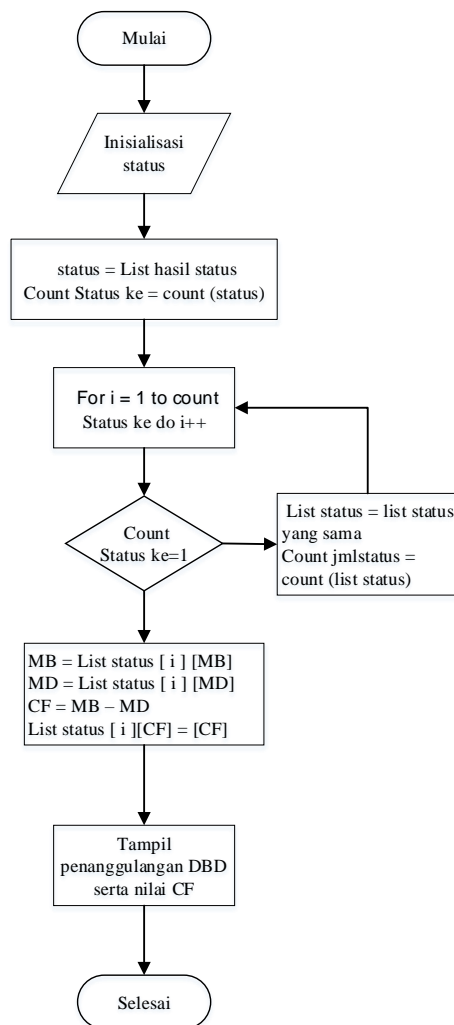 Mulai
Inisialisasi
status
status = List hasil status
Count Status ke = count (status)
For i = 1 to count
Status ke do i++
Count
Status ke=1
List status = list status
yang sama
Count jmlstatus =
count (list status)
MB = List status [ i ] [MB]
MD = List status [ i ] [MD]
CF = MB – MD
List status [ i ][CF] = [CF]
Tampil
penanggulangan DBD
serta nilai CF
Selesai